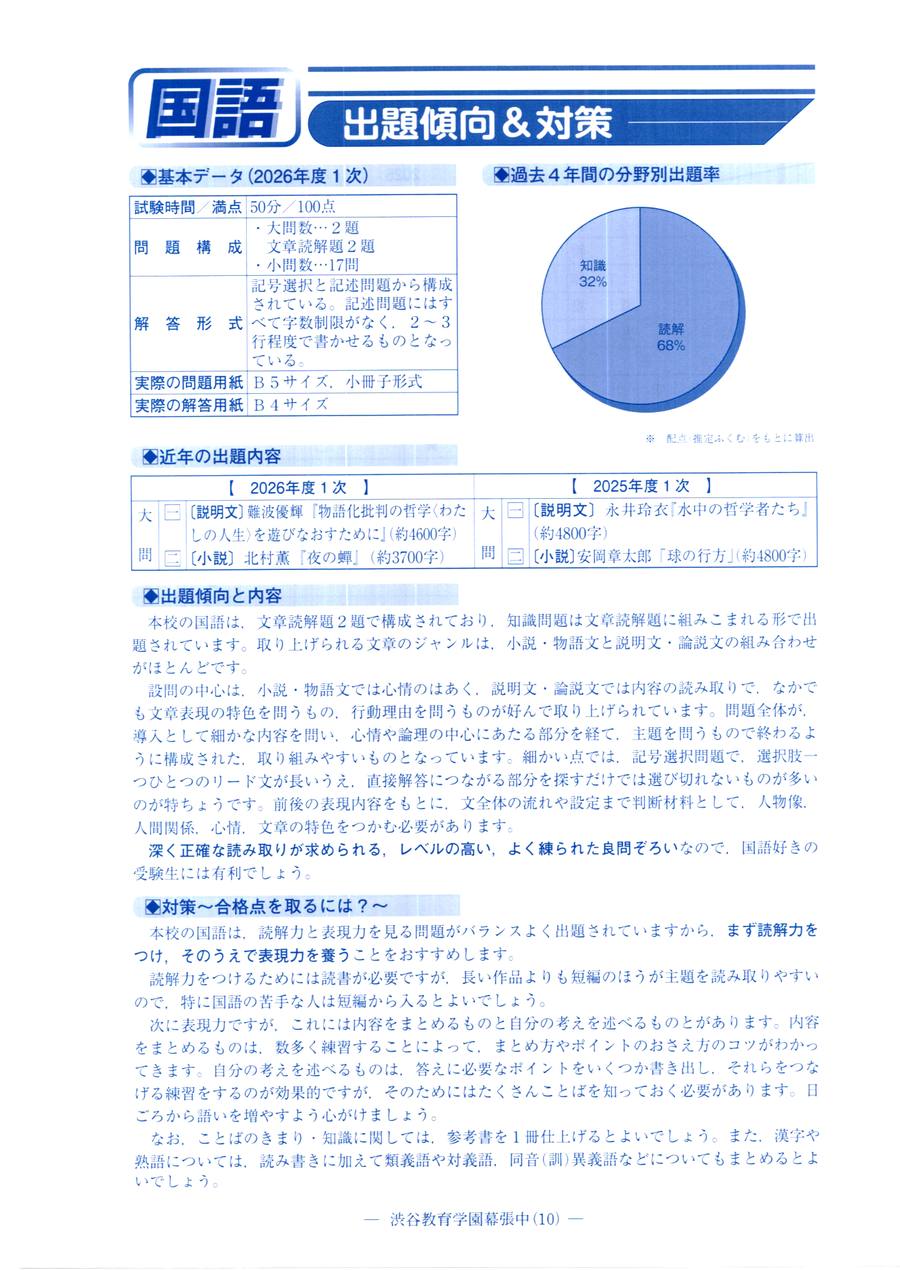 国語
出題傾向＆対策
◆基本データ(2026年度１次)
試験時間／満点 50分／100点
問題構成
・大問数…２題
文章読解題２題
・小問数…17問
解答形式
記号選択と記述問題から構成
されている。記述問題にはす
べて字数制限がなく，２～３
行程度で書かせるものとなっ
ている。
実際の問題用紙 Ｂ５サイズ，小冊子形式
実際の解答用紙 Ｂ４サイズ
◆過去４年間の分野別出題率
知識
32%
読解
68%
※　配点(推定ふくむ)をもとに算出
◆近年の出題内容
【　2026年度１次　】
大問
一 〔説明文〕難波優輝『物語化批判の哲学〈わた
しの人生〉を遊びなおすために』(約4600字)
二 〔小説〕北村薫『夜の蟬』(約3700字)
【　2025年度１次　】
大問
一 〔説明文〕永井玲衣『水中の哲学者たち』
(約4800字)
二 〔小説〕安岡章太郎「球の行方」(約4800字)
◆出題傾向と内容
本校の国語は，文章読解題２題で構成されており，知識問題は文章読解題に組みこまれる形で出
題されています。取り上げられる文章のジャンルは，小説・物語文と説明文・論説文の組み合わせ
がほとんどです。
設問の中心は，小説・物語文では心情のはあく，説明文・論説文では内容の読み取りで，なかで
も文章表現の特色を問うもの，行動理由を問うものが好んで取り上げられています。問題全体が，
導入として細かな内容を問い，心情や論理の中心にあたる部分を経て，主題を問うもので終わるよ
うに構成された，取り組みやすいものとなっています。細かい点では，記号選択問題で，選択肢一
つひとつのリード文が長いうえ，直接解答につながる部分を探すだけでは選び切れないものが多い
のが特ちょうです。前後の表現内容をもとに，文全体の流れや設定まで判断材料として，人物像，
人間関係，心情，文章の特色をつかむ必要があります。
深く正確な読み取りが求められる，レベルの高い，よく練られた良問ぞろいなので，国語好きの
受験生には有利でしょう。
◆対策～合格点を取るには？～
本校の国語は，読解力と表現力を見る問題がバランスよく出題されていますから，まず読解力を
つけ，そのうえで表現力を養うことをおすすめします。
読解力をつけるためには読書が必要ですが，長い作品よりも短編のほうが主題を読み取りやすい
ので，特に国語の苦手な人は短編から入るとよいでしょう。
次に表現力ですが，これには内容をまとめるものと自分の考えを述べるものとがあります。内容
をまとめるものは，数多く練習することによって，まとめ方やポイントのおさえ方のコツがわかっ
てきます。自分の考えを述べるものは，答えに必要なポイントをいくつか書き出し，それらをつな
げる練習をするのが効果的ですが，そのためにはたくさんことばを知っておく必要があります。日
ごろから語いを増やすよう心がけましょう。
なお，ことばのきまり・知識に関しては，参考書を１冊仕上げるとよいでしょう。また，漢字や
熟語については，読み書きに加えて類義語や対義語，同音(訓)異義語などについてもまとめるとよ
いでしょう。
― 渋谷教育学園幕張中(10) ―